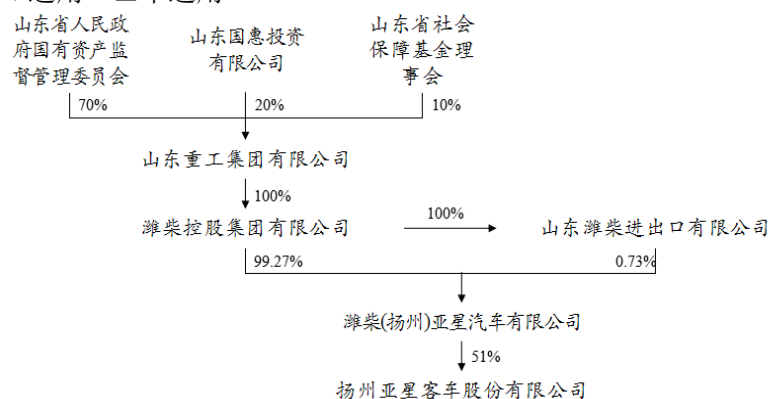 山东省人民政
府国有资产监
督管理委员会
山东国惠投资
有限公司
山东省社会
保障基金理
事会
70%
20%
10%
山东重工集团有限公司
100%
潍柴控股集团有限公司
100%
山东潍柴进出口有限公司
99.27%
0.73%
潍柴(扬州)亚星汽车有限公司
51%
扬州亚星客车股份有限公司